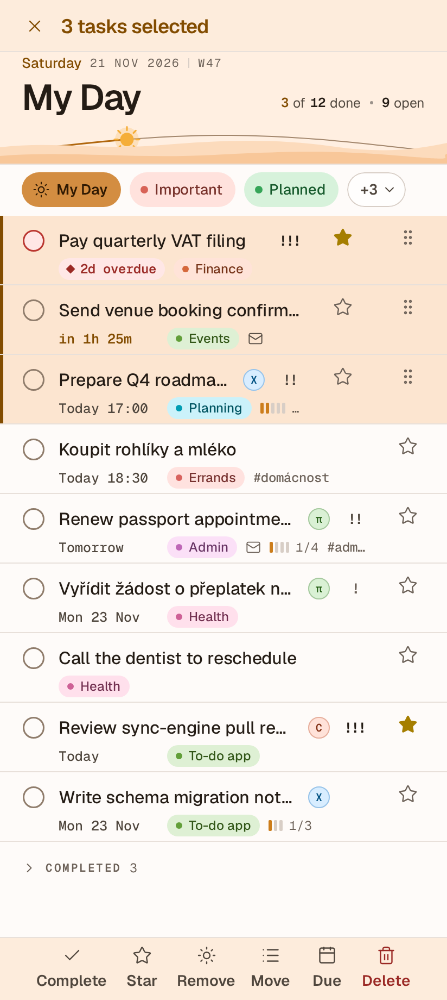 3 tasks selected
Saturday 21 NOV 2026 | W47
My Day
3 of 12 done • 9 open
My Day Important Planned +3
Pay quarterly VAT filing !!!
2d overdue Finance
Send venue booking confirm…
in 1h 25m Events
Prepare Q4 roadma… X !!
Today 17:00 Planning …
Koupit rohlíky a mléko
Today 18:30 Errands #domácnost
Renew passport appointme… π !!
Tomorrow Admin 1/4 #adm…
Vyřídit žádost o přeplatek n… π !
Mon 23 Nov Health
Call the dentist to reschedule
Health
Review sync-engine pull re… C !!!
Today To-do app
Write schema migration not… X
Mon 23 Nov To-do app 1/3
COMPLETED 3
Complete Star Remove Move Due Delete